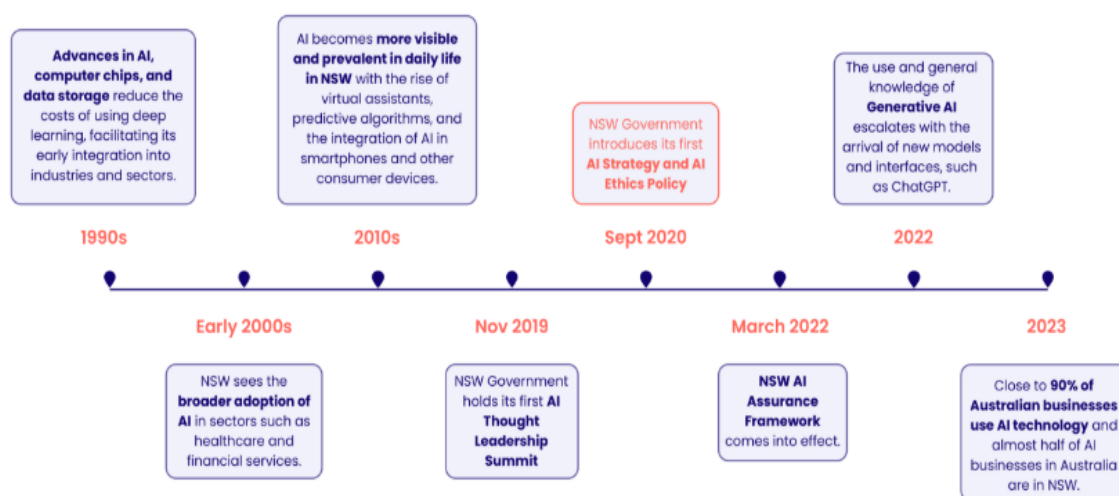 Advances in AI,
computer chips, and
data storage reduce the
costs of using deep
learning, facilitating its
early integration into
industries and sectors.
1990s
AI becomes more visible
and prevalent in daily life
in NSW with the rise of
virtual assistants,
predictive algorithms, and
the integration of AI in
smartphones and other
consumer devices.
2010s
NSW Government
introduces its first
AI Strategy and AI
Ethics Policy
Sept 2020
The use and general
knowledge of
Generative AI
escalates with the
arrival of new models
and interfaces, such
as ChatGPT.
2022
Early 2000s
NSW sees the
broader adoption of
AI in sectors such as
healthcare and
financial services.
Nov 2019
NSW Government
holds its first AI
Thought
Leadership
Summit
March 2022
NSW AI
Assurance
Framework
comes into effect.
2023
Close to 90% of
Australian businesses
use AI technology and
almost half of AI
businesses in Australia
are in NSW.